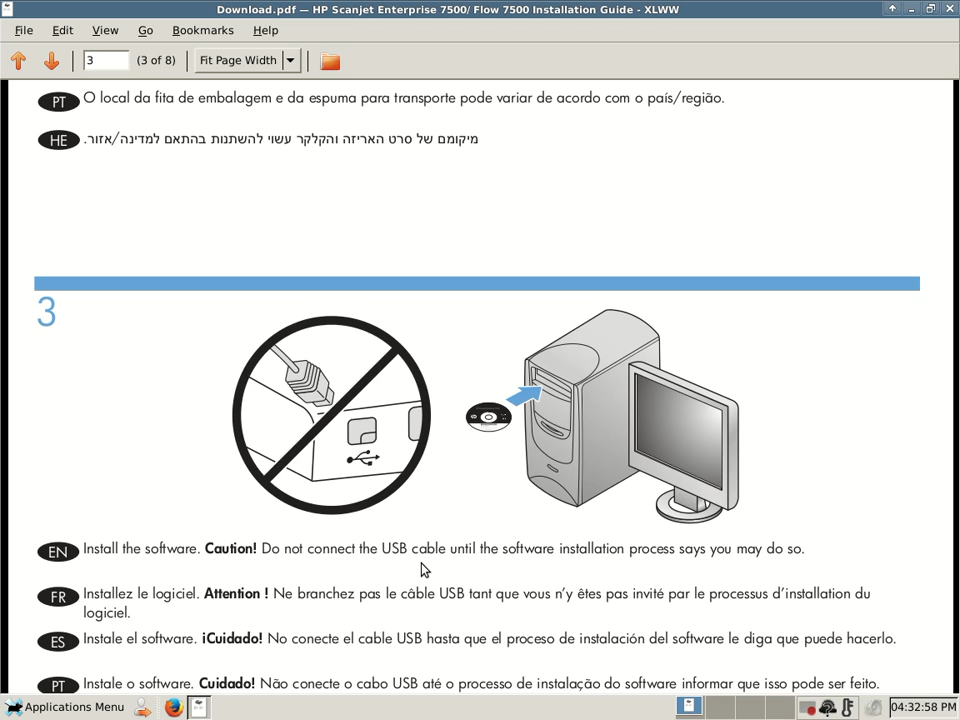 Download.pdf — HP Scanjet Enterprise 7500/ Flow 7500 Installation Guide - XLWW
File Edit View Go Bookmarks Help
3 (3 of 8) Fit Page Width
PT O local da fita de embalagem e da espuma para transporte pode variar de acordo com o país/região.
HE מיקומם של סרט האריזה והקלקר עשוי להשתנות בהתאם למדינה/אזור.
3
EN Install the software. Caution! Do not connect the USB cable until the software installation process says you may do so.
FR Installez le logiciel. Attention ! Ne branchez pas le câble USB tant que vous n’y êtes pas invité par le processus d’installation du
logiciel.
ES Instale el software. ¡Cuidado! No conecte el cable USB hasta que el proceso de instalación del software le diga que puede hacerlo.
PT Instale o software. Cuidado! Não conecte o cabo USB até o processo de instalação do software informar que isso pode ser feito.
Applications Menu 04:32:58 PM